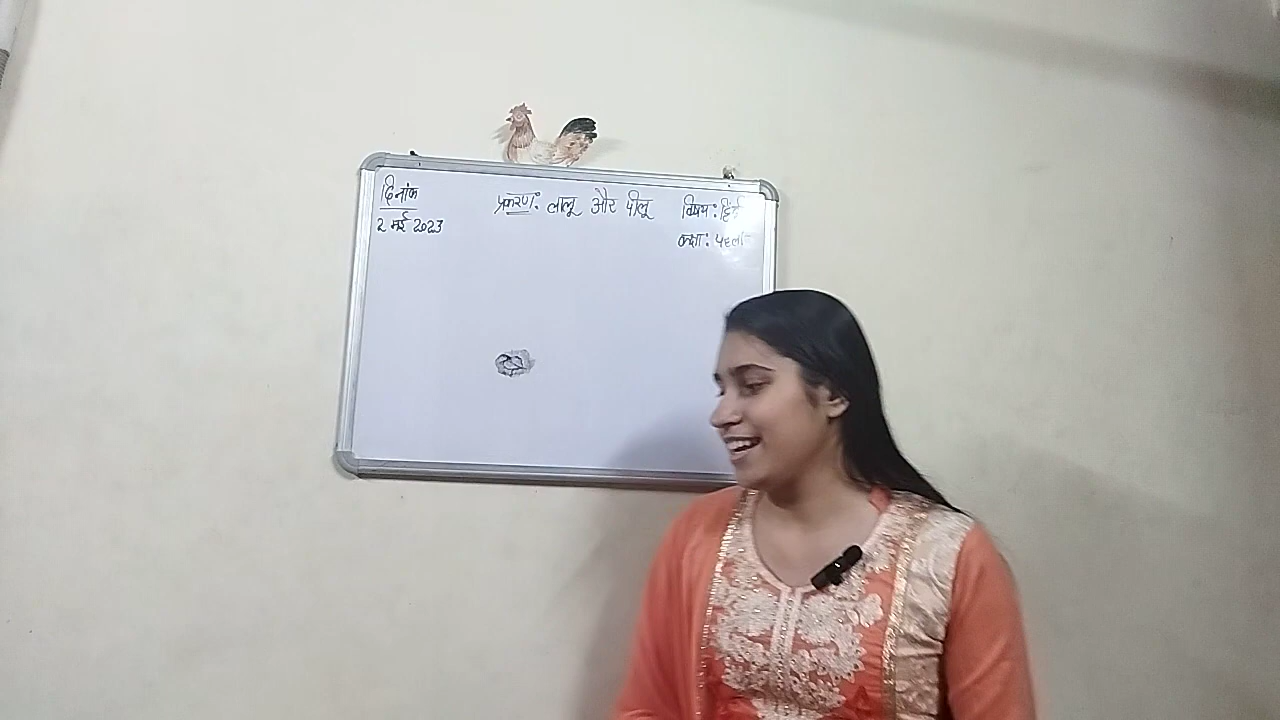 दिनांक
2 मई 2023
प्रकरण: लालू और पीलू
विषय: हिंदी
कक्षा: पहली